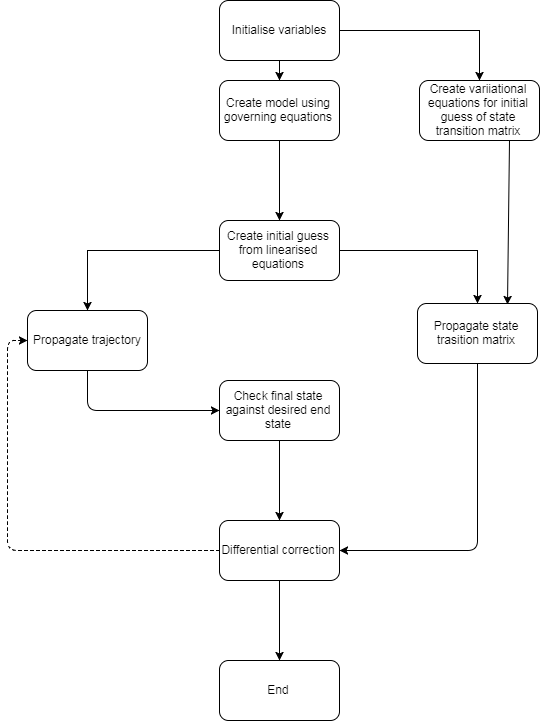 Initialise variables
Create model using
governing equations
Create variiational
equations for initial
guess of state
transition matrix
Create initial guess
from linearised
equations
Propagate trajectory
Propagate state
trasition matrix
Check final state
against desired end
state
Differential correction
End